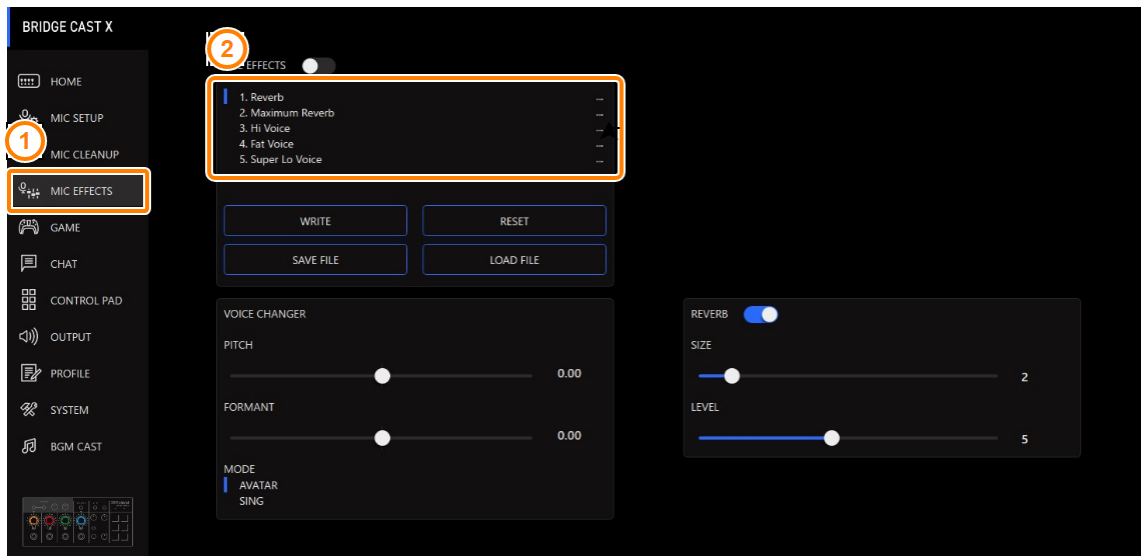 BRIDGE CAST X
HOME
MIC SETUP
MIC CLEANUP
MIC EFFECTS
GAME
CHAT
CONTROL PAD
OUTPUT
PROFILE
SYSTEM
BGM CAST
1
2
EFFECTS
1. Reverb ...
2. Maximum Reverb ...
3. Hi Voice ...
4. Fat Voice ...
5. Super Lo Voice ...
WRITE RESET
SAVE FILE LOAD FILE
VOICE CHANGER
PITCH
0.00
FORMANT
0.00
MODE
AVATAR
SING
REVERB
SIZE
2
LEVEL
5